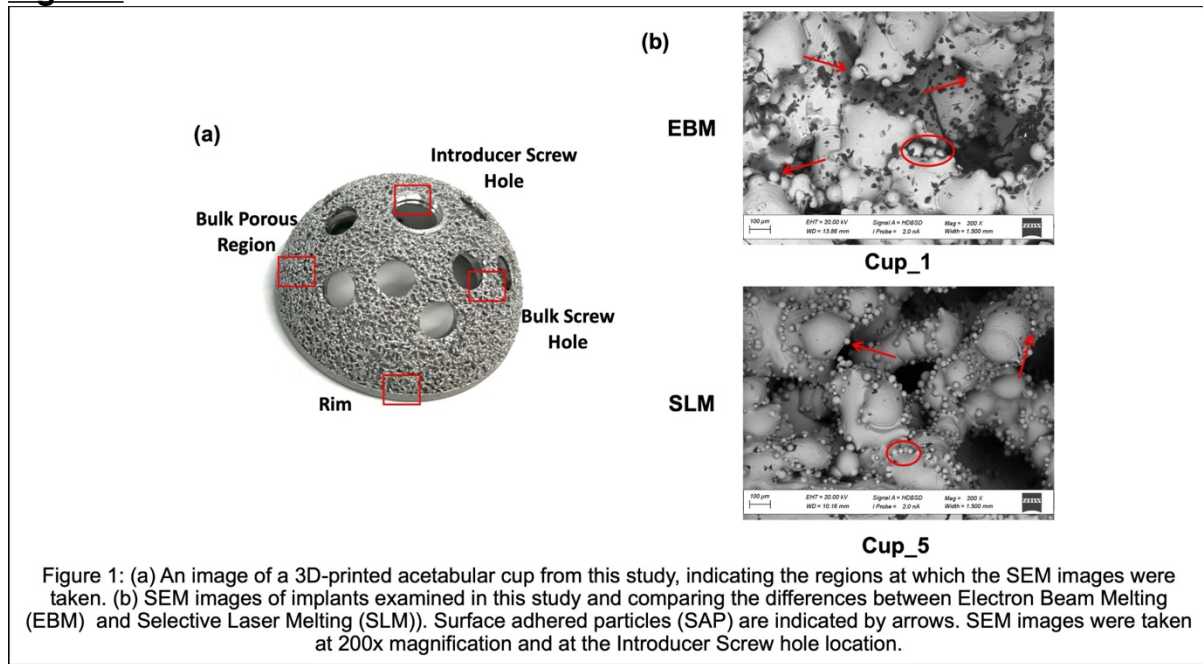 (a)
Introducer Screw
Hole
Bulk Porous
Region
Bulk Screw
Hole
Rim
(b)
EBM
100 µm
EHT = 20.00 kV
Signal A = HDBSD
Mag = 200 X
WD = 13.86 mm
I Probe = 2.0 nA
Width = 1.500 mm
ZEISS
Cup_1
SLM
100 µm
EHT = 20.00 kV
Signal A = HDBSD
Mag = 200 X
WD = 10.16 mm
I Probe = 2.0 nA
Width = 1.500 mm
ZEISS
Cup_5
Figure 1: (a) An image of a 3D-printed acetabular cup from this study, indicating the regions at which the SEM images were
taken. (b) SEM images of implants examined in this study and comparing the differences between Electron Beam Melting
(EBM) and Selective Laser Melting (SLM)). Surface adhered particles (SAP) are indicated by arrows. SEM images were taken
at 200x magnification and at the Introducer Screw hole location.